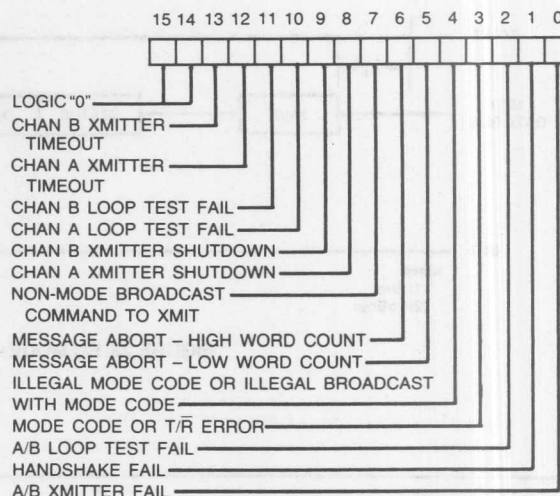 15 14 13 12 11 10 9 8 7 6 5 4 3 2 1 0
LOGIC "0"
CHAN B XMITTER
TIMEOUT
CHAN A XMITTER
TIMEOUT
CHAN B LOOP TEST FAIL
CHAN A LOOP TEST FAIL
CHAN B XMITTER SHUTDOWN
CHAN A XMITTER SHUTDOWN
NON-MODE BROADCAST
COMMAND TO XMIT
MESSAGE ABORT – HIGH WORD COUNT
MESSAGE ABORT – LOW WORD COUNT
ILLEGAL MODE CODE OR ILLEGAL BROADCAST
WITH MODE CODE
MODE CODE OR T/R̅ ERROR
A/B LOOP TEST FAIL
HANDSHAKE FAIL
A/B XMITTER FAIL